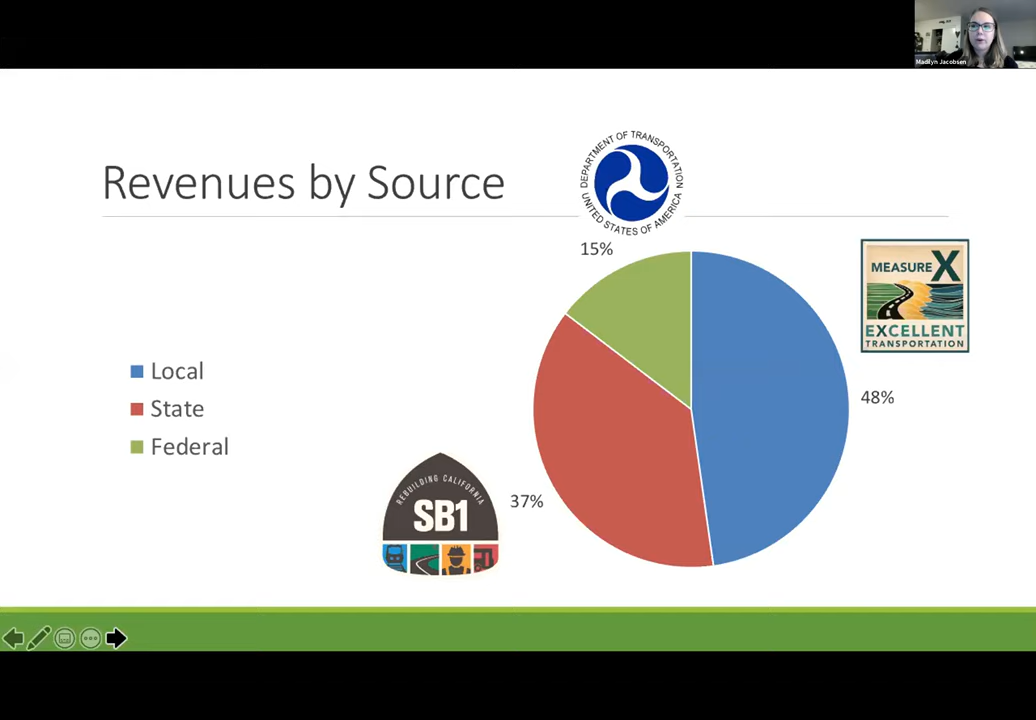 Madilyn Jacobsen
Revenues by Source
DEPARTMENT OF TRANSPORTATION
UNITED STATES OF AMERICA
15%
MEASURE X
EXCELLENT
TRANSPORTATION
Local
48%
State
Federal
REBUILDING CALIFORNIA
SB1
37%